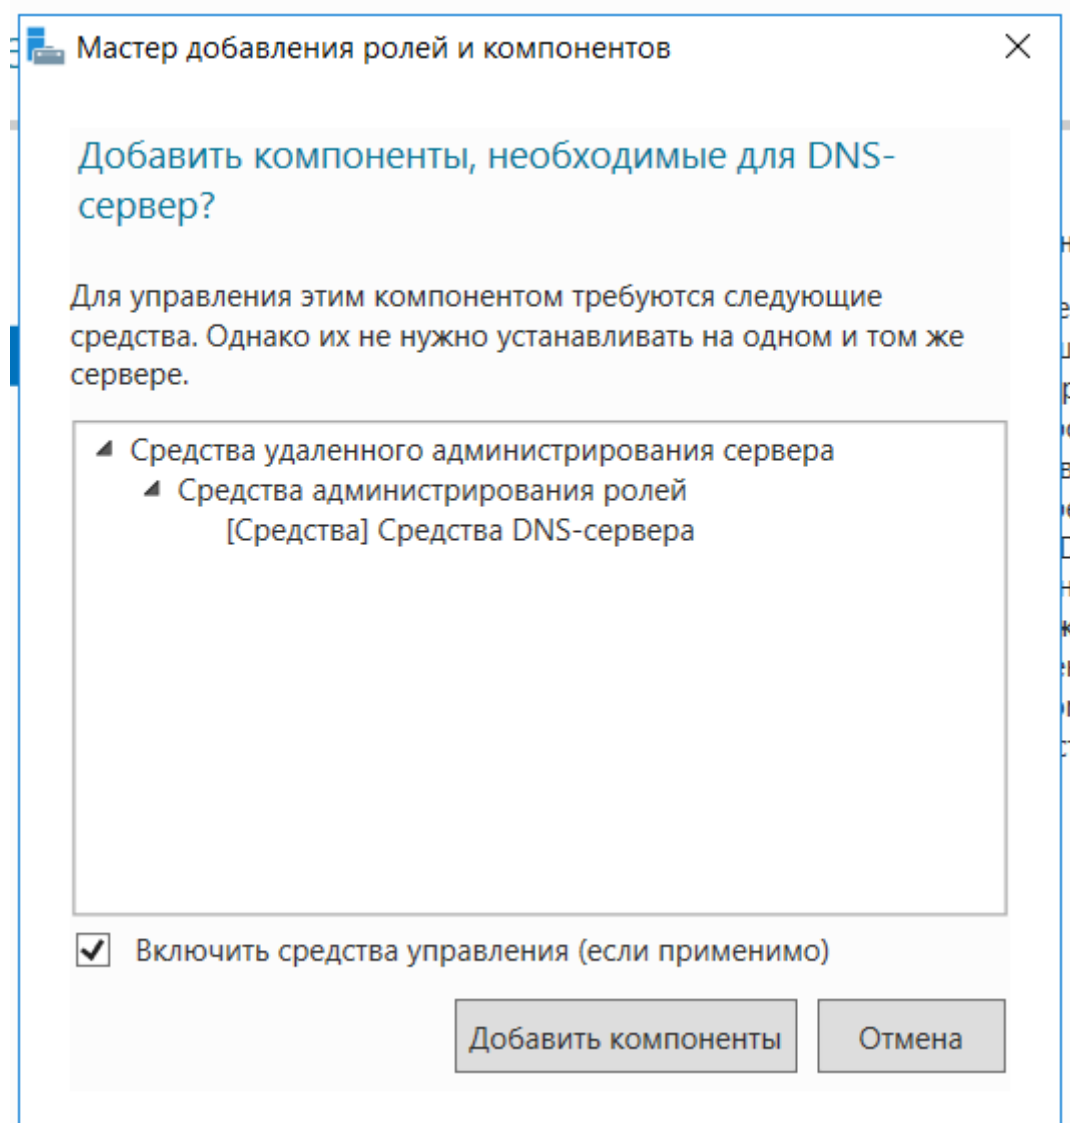 Мастер добавления ролей и компонентов
Добавить компоненты, необходимые для DNS-
сервер?
Для управления этим компонентом требуются следующие
средства. Однако их не нужно устанавливать на одном и том же
сервере.
Средства удаленного администрирования сервера
Средства администрирования ролей
[Средства] Средства DNS-сервера
Включить средства управления (если применимо)
Добавить компоненты
Отмена